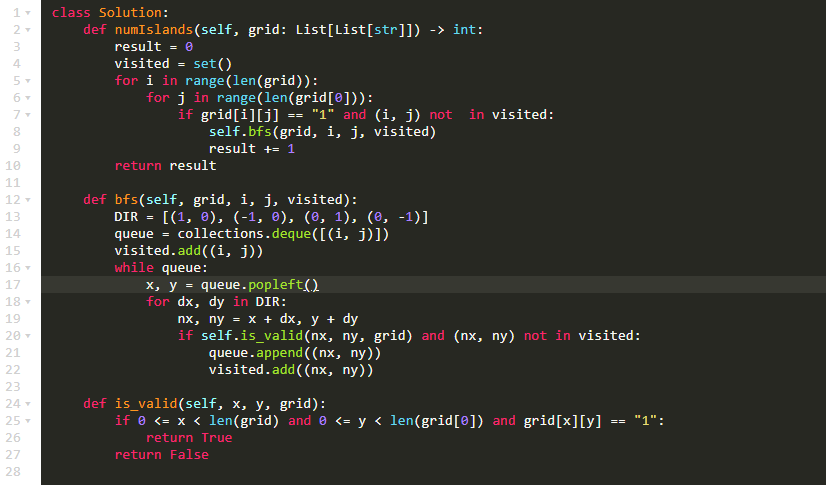 1 class Solution:
2     def numIslands(self, grid: List[List[str]]) -> int:
3         result = 0
4         visited = set()
5         for i in range(len(grid)):
6             for j in range(len(grid[0])):
7                 if grid[i][j] == "1" and (i, j) not  in visited:
8                     self.bfs(grid, i, j, visited)
9                     result += 1
10         return result
11
12     def bfs(self, grid, i, j, visited):
13         DIR = [(1, 0), (-1, 0), (0, 1), (0, -1)]
14         queue = collections.deque([(i, j)])
15         visited.add((i, j))
16         while queue:
17             x, y = queue.popleft()
18             for dx, dy in DIR:
19                 nx, ny = x + dx, y + dy
20                 if self.is_valid(nx, ny, grid) and (nx, ny) not in visited:
21                     queue.append((nx, ny))
22                     visited.add((nx, ny))
23
24     def is_valid(self, x, y, grid):
25         if 0 <= x < len(grid) and 0 <= y < len(grid[0]) and grid[x][y] == "1":
26             return True
27         return False
28